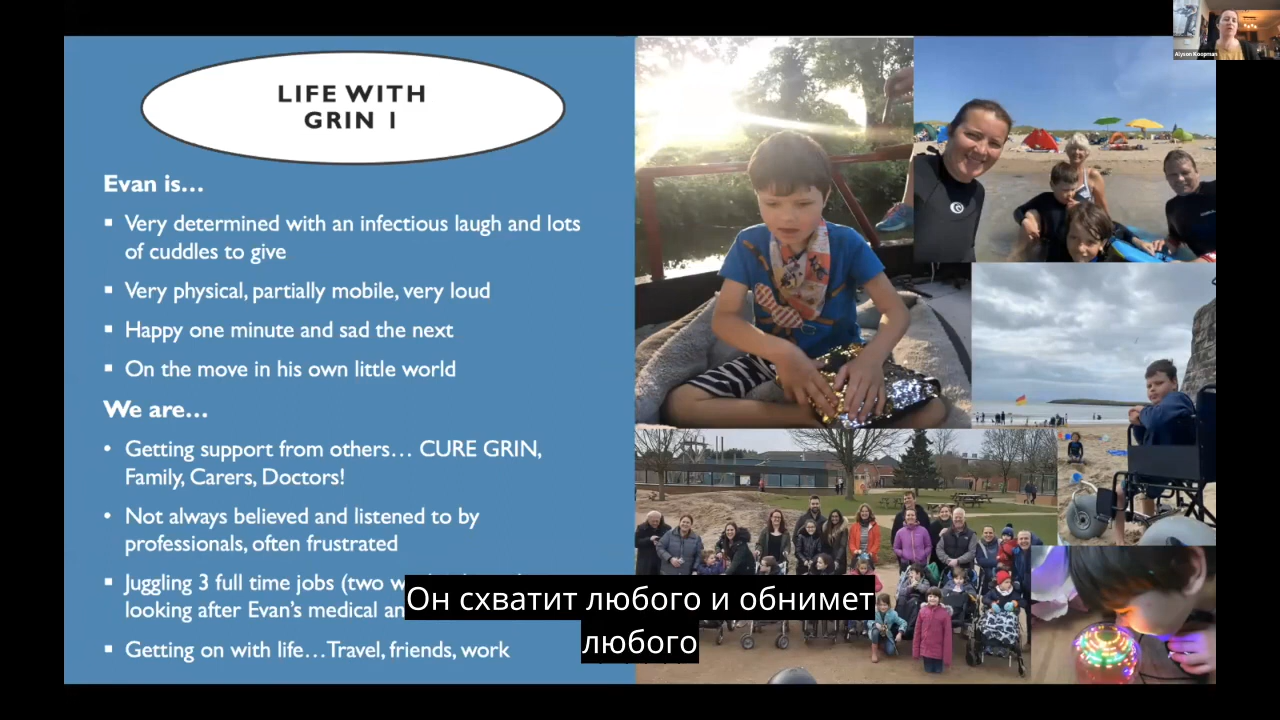 Alyson Koopman
LIFE WITH
GRIN 1
Evan is...
Very determined with an infectious laugh and lots
of cuddles to give
Very physical, partially mobile, very loud
Happy one minute and sad the next
On the move in his own little world
We are...
Getting support from others... CURE GRIN,
Family, Carers, Doctors!
Not always believed and listened to by
professionals, often frustrated
Juggling 3 full time jobs (two
looking after Evan's medical
Getting on with life...Travel, friends, work
Он схватит любого и обнимет
любого